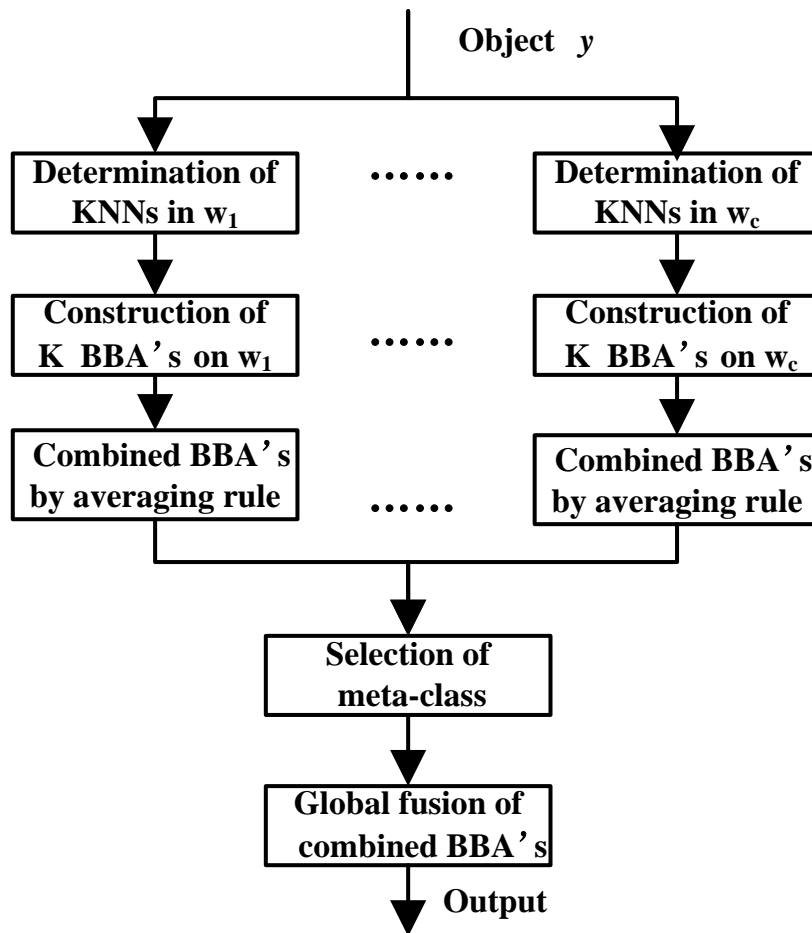 Object y
Determination of
KNNs in w₁
……
Determination of
KNNs in w_c
Construction of
K BBA's on w₁
……
Construction of
K BBA's on w_c
Combined BBA's
by averaging rule
……
Combined BBA's
by averaging rule
Selection of
meta-class
Global fusion of
combined BBA's
Output